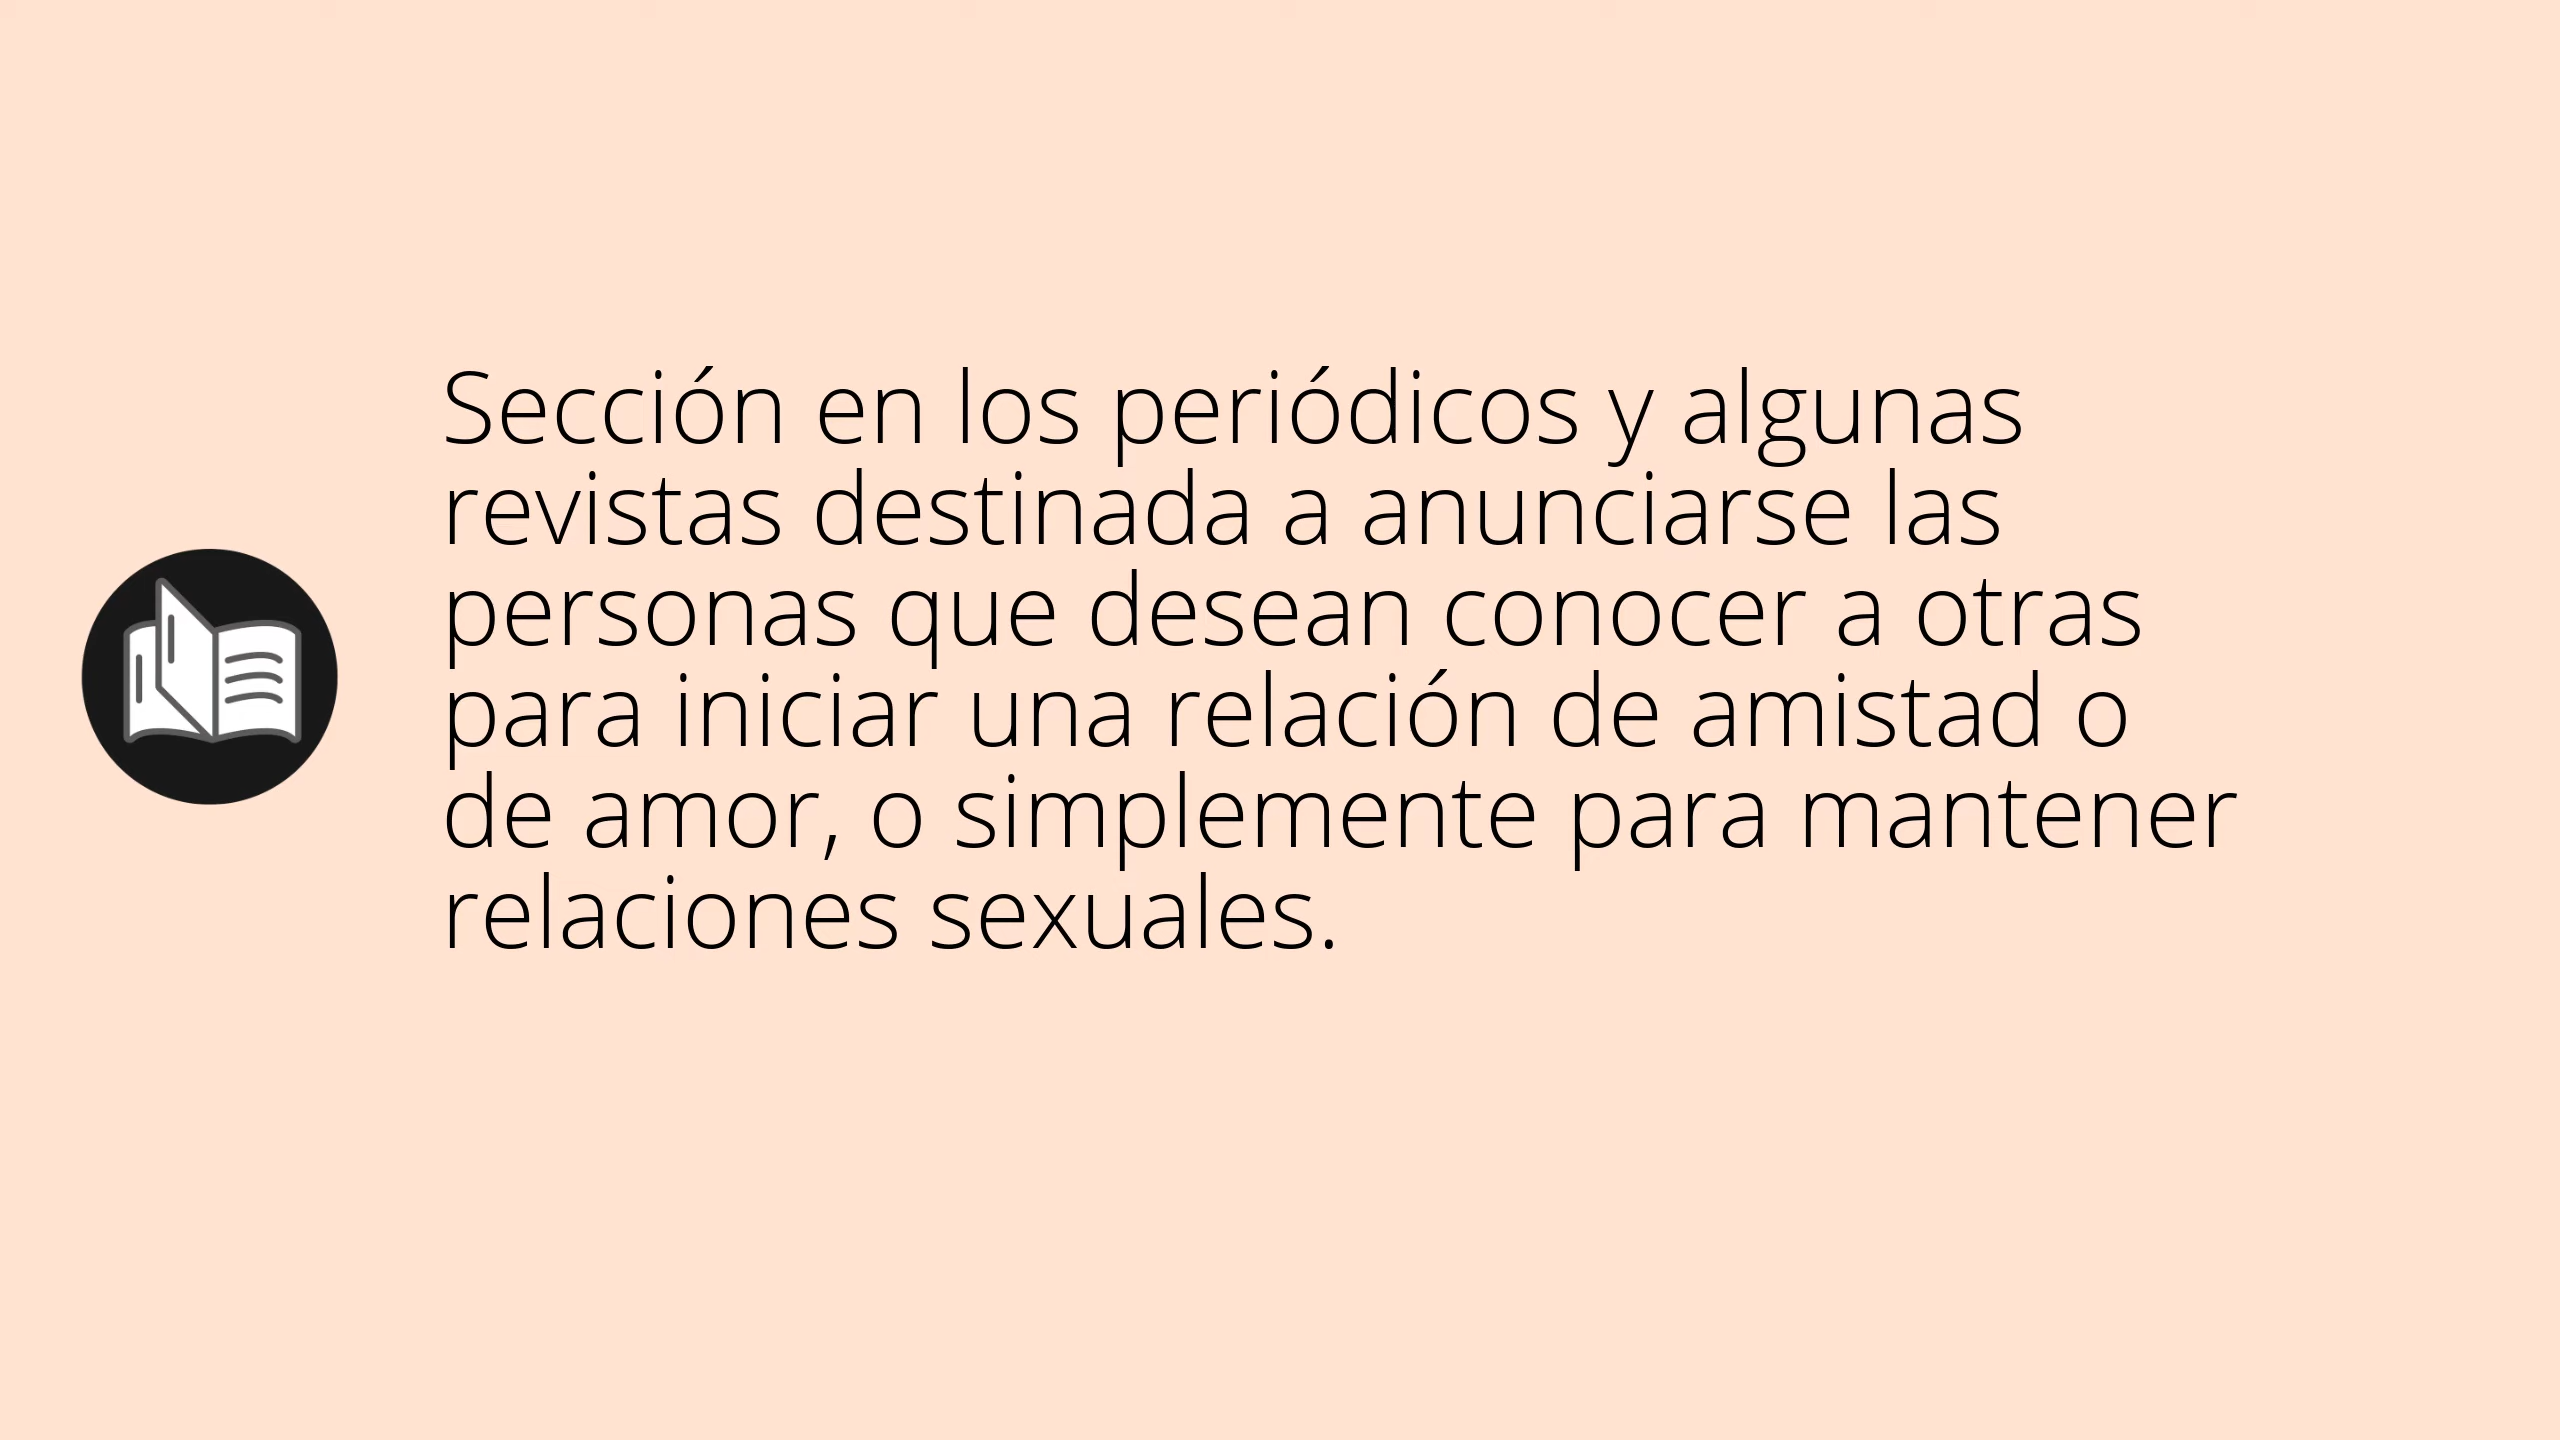 Sección en los periódicos y algunas
revistas destinada a anunciarse las
personas que desean conocer a otras
para iniciar una relación de amistad o
de amor, o simplemente para mantener
relaciones sexuales.